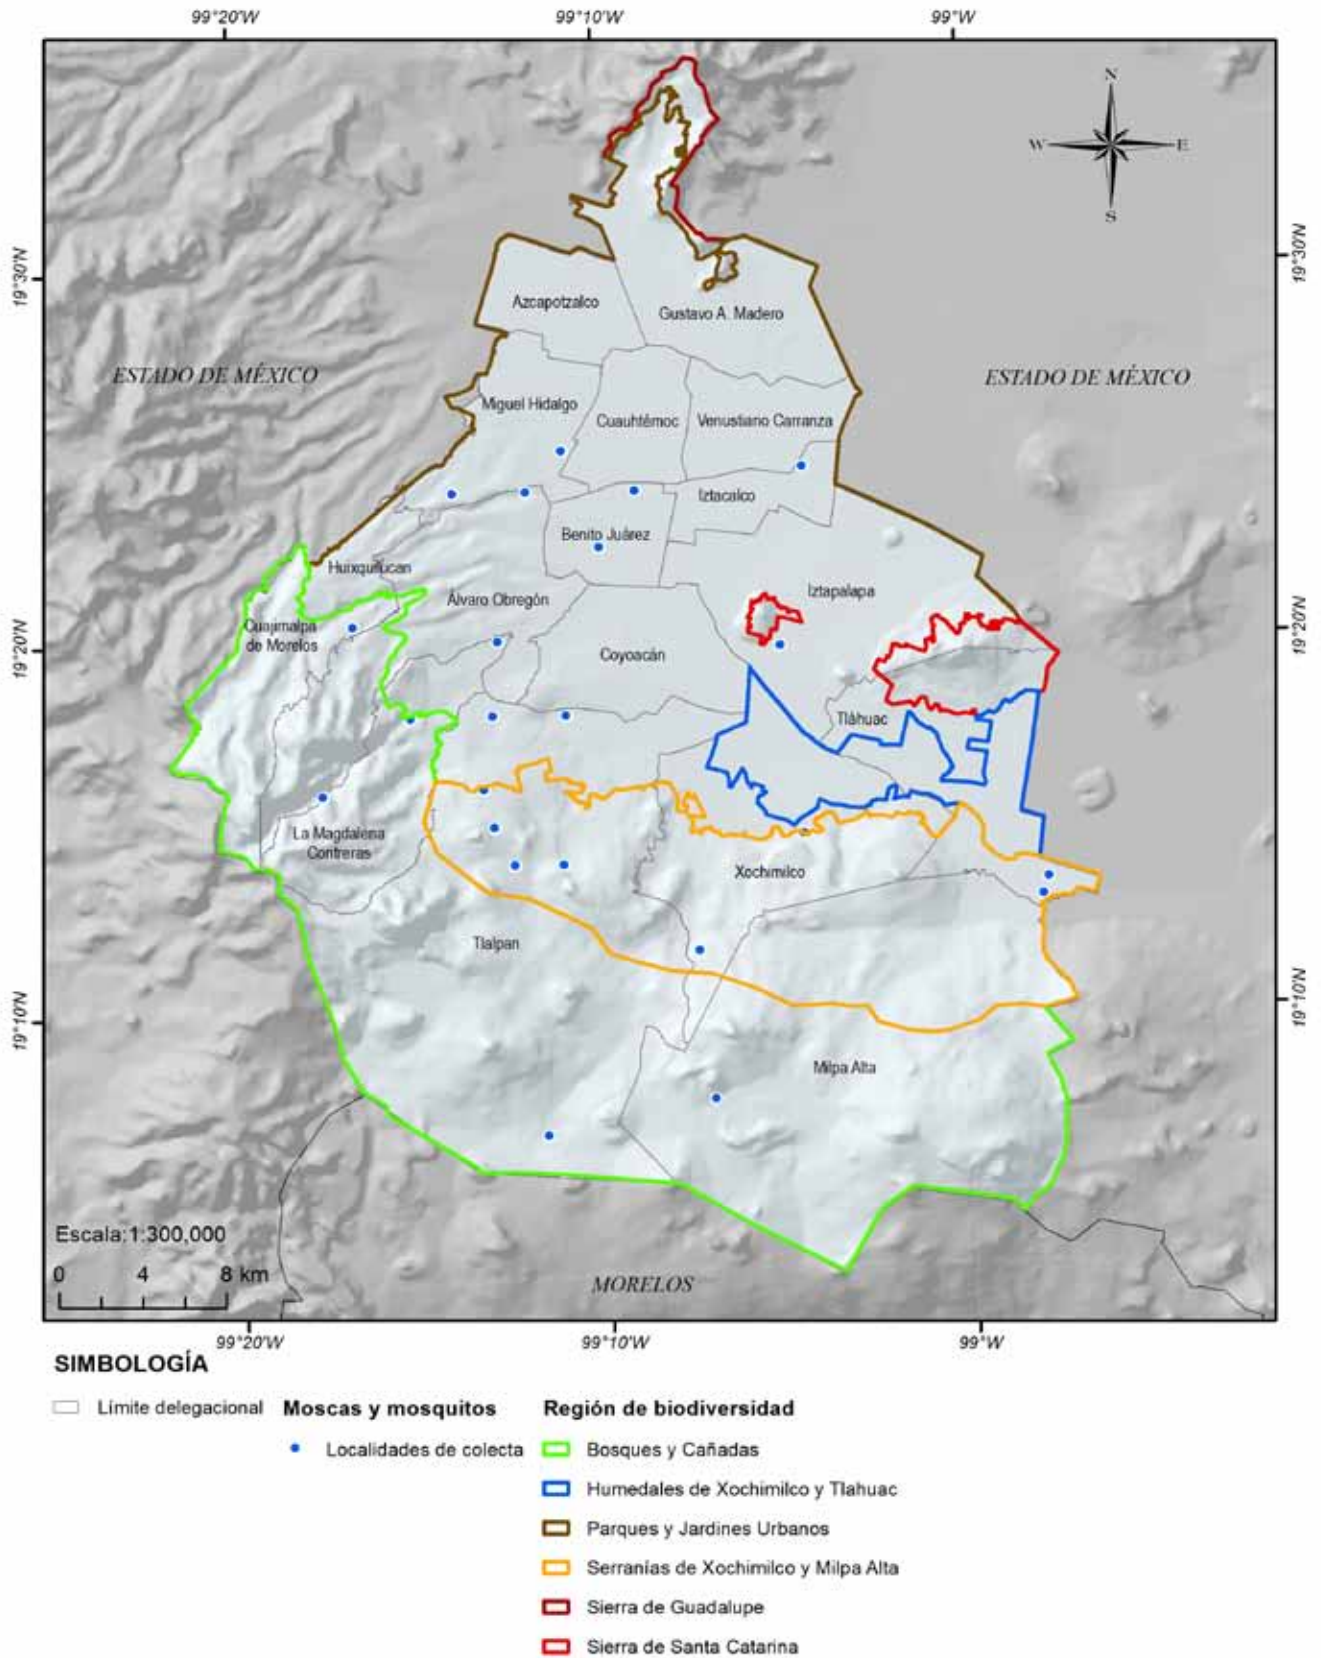 99°20'W 99°10'W 99°W
N
W E
S
19°30'N 19°30'N
Azcapotzalco
Gustavo A. Madero
ESTADO DE MÉXICO ESTADO DE MÉXICO
Miguel Hidalgo
Cuauhtémoc Venustiano Carranza
Iztacalco
Benito Juárez
Huixquilucan
Iztapalapa
Álvaro Obregón
Cuajimalpa
de Morelos
19°20'N 19°20'N
Coyoacán
Tláhuac
La Magdalena
Contreras
Xochimilco
Tlalpan
19°10'N 19°10'N
Milpa Alta
Escala:1:300,000
0 4 8 km
MORELOS
99°20'W 99°10'W 99°W
SIMBOLOGÍA
Límite delegacional
Moscas y mosquitos
Localidades de colecta
Región de biodiversidad
Bosques y Cañadas
Humedales de Xochimilco y Tlahuac
Parques y Jardines Urbanos
Serranías de Xochimilco y Milpa Alta
Sierra de Guadalupe
Sierra de Santa Catarina